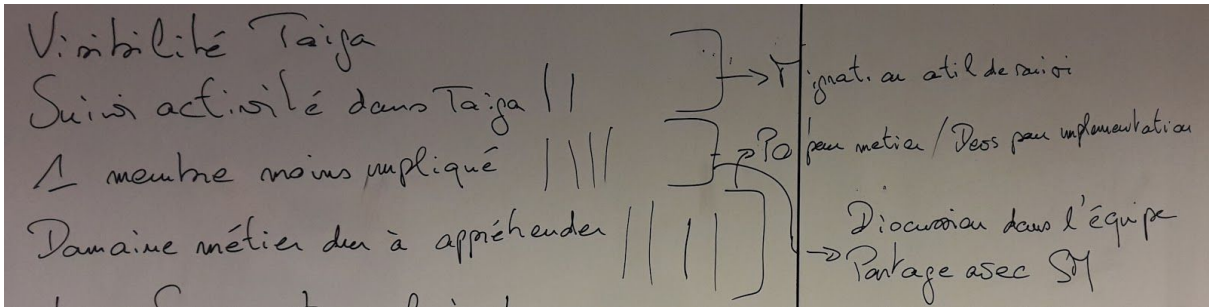 Visibilité Taiga
Suivi activité dans Taiga ||
1 membre moins impliqué ||||
Domaine métier dur à appréhender ||||
→ Migration outil de suivi
→ Po pour métier / Devs pour implémentation
Discussion dans l'équipe
→ Partage avec SM